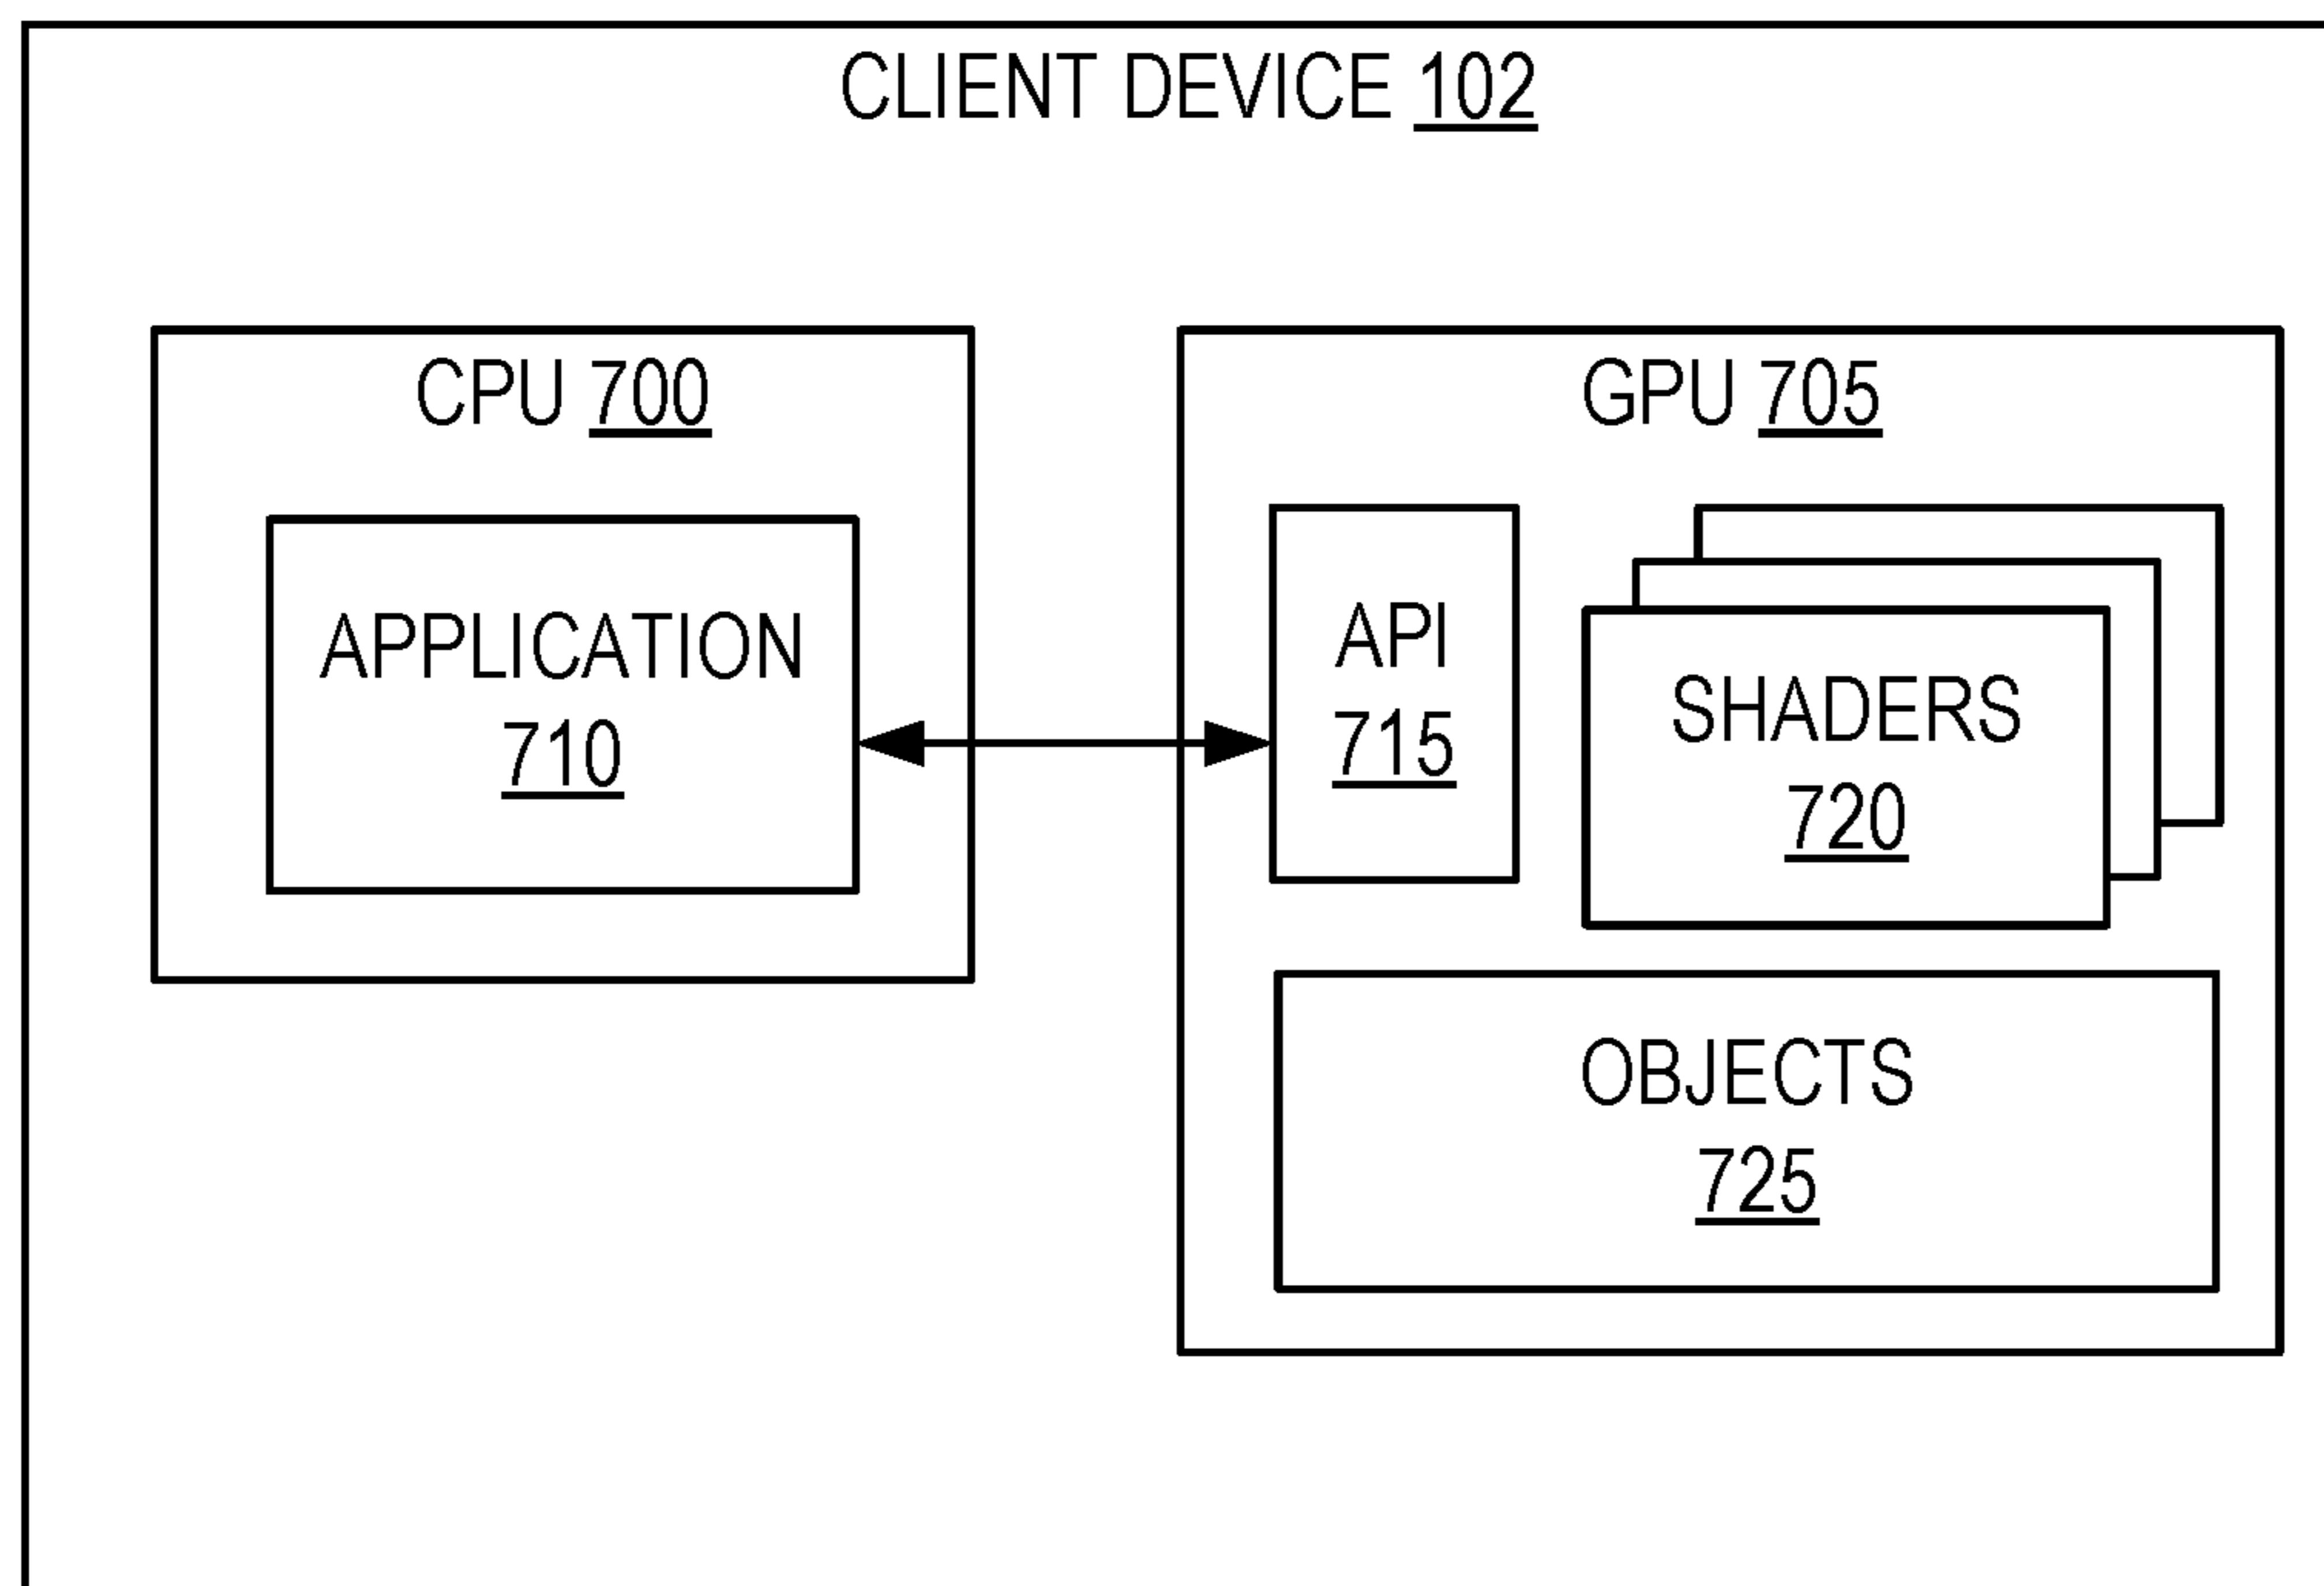 CLIENT DEVICE 102
CPU 700
GPU 705
APPLICATION
710
API
715
SHADERS
720
OBJECTS
725